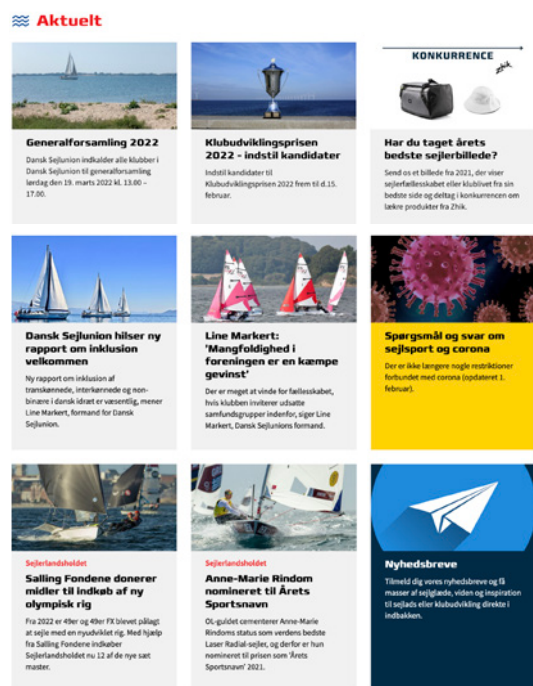 Aktuelt
Generalforsamling 2022
Dansk Sejlunion indkalder alle klubber i
Dansk Sejlunion til generalforsamling
lørdag den 19. marts 2022 kl. 13.00 –
17.00.
Klubudviklingsprisen
2022 - indstil kandidater
Indstil kandidater til
Klubudviklingsprisen 2022 frem til d.15.
februar.
KONKURRENCE
Zhik
Har du taget årets
bedste sejlerbillede?
Send os et billede fra 2021, der viser
sejlerfællesskabet eller klublivet fra sin
bedste side og deltag i konkurrencen om
lækre produkter fra Zhik.
Dansk Sejlunion hilser ny
rapport om inklusion
velkommen
Ny rapport om inklusion af
transkønnede, interkønnede og non-
binære i dansk idræt er væsentlig, mener
Line Markert, formand for Dansk
Sejlunion.
Line Markert:
'Mangfoldighed i
foreningen er en kæmpe
gevinst'
Der er meget at vinde for fællesskabet,
hvis klubben inviterer udsatte
samfundsgrupper indenfor, siger Line
Markert, Dansk Sejlunions formand.
Spørgsmål og svar om
sejlsport og corona
Der er ikke længere nogle restriktioner
forbundet med corona (opdateret 1.
februar).
Sejlerlandsholdet
Salling Fondene donerer
midler til indkøb af ny
olympisk rig
Fra 2022 er 49er og 49er FX blevet pålagt
at sejle med en nyudviklet rig. Med hjælp
fra Salling Fondene indkøber
Sejlerlandsholdet nu 12 af de nye sæt
master.
Sejlerlandsholdet
Anne-Marie Rindom
nomineret til Årets
Sportsnavn
OL-guldet cementerer Anne-Marie
Rindoms status som verdens bedste
Laser Radial-sejler, og derfor er hun
nomineret til prisen som 'Årets
Sportsnavn' 2021.
Nyhedsbreve
Tilmeld dig vores nyhedsbreve og få
masser af sejlglæde, viden og inspiration
til sejlads eller klubudvikling direkte i
indbakken.